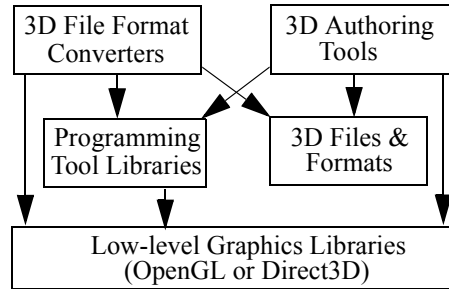 3D File Format
Converters
3D Authoring
Tools
Programming
Tool Libraries
3D Files &
Formats
Low-level Graphics Libraries
(OpenGL or Direct3D)